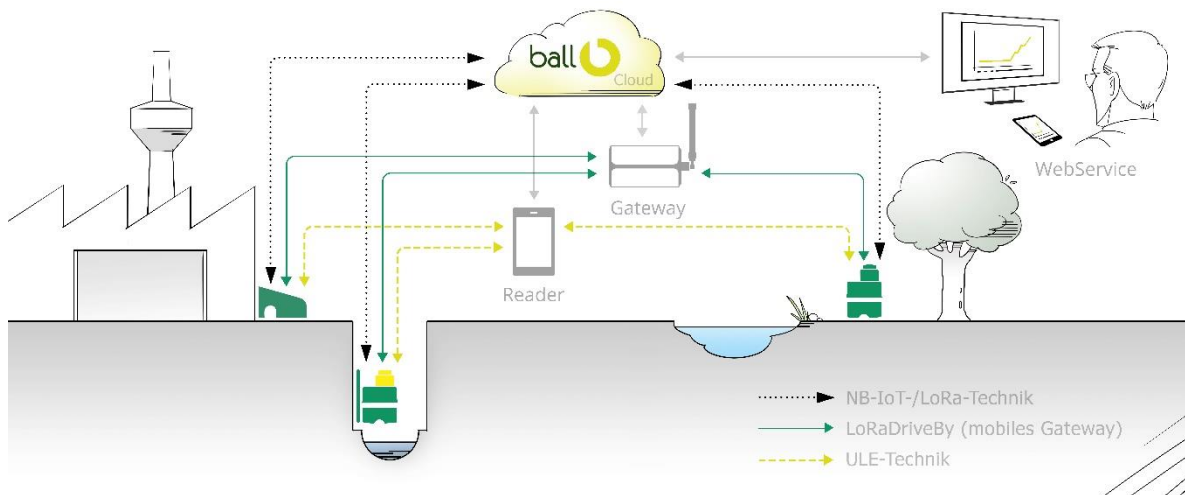 ball
Cloud
WebService
Gateway
Reader
NB-IoT-/LoRa-Technik
LoRaDriveBy (mobiles Gateway)
ULE-Technik